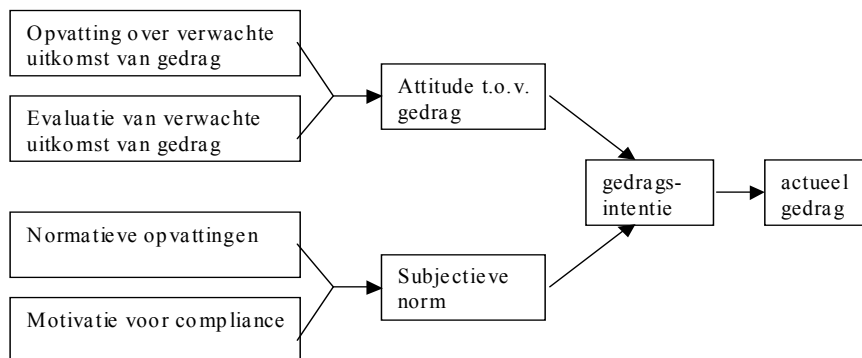 Opvatting over verwachte
uitkomst van gedrag
Evaluatie van verwachte
uitkomst van gedrag
Attitude t.o.v.
gedrag
Normatieve opvattingen
Motivatie voor compliance
Subjectieve
norm
gedrags-
intentie
actueel
gedrag